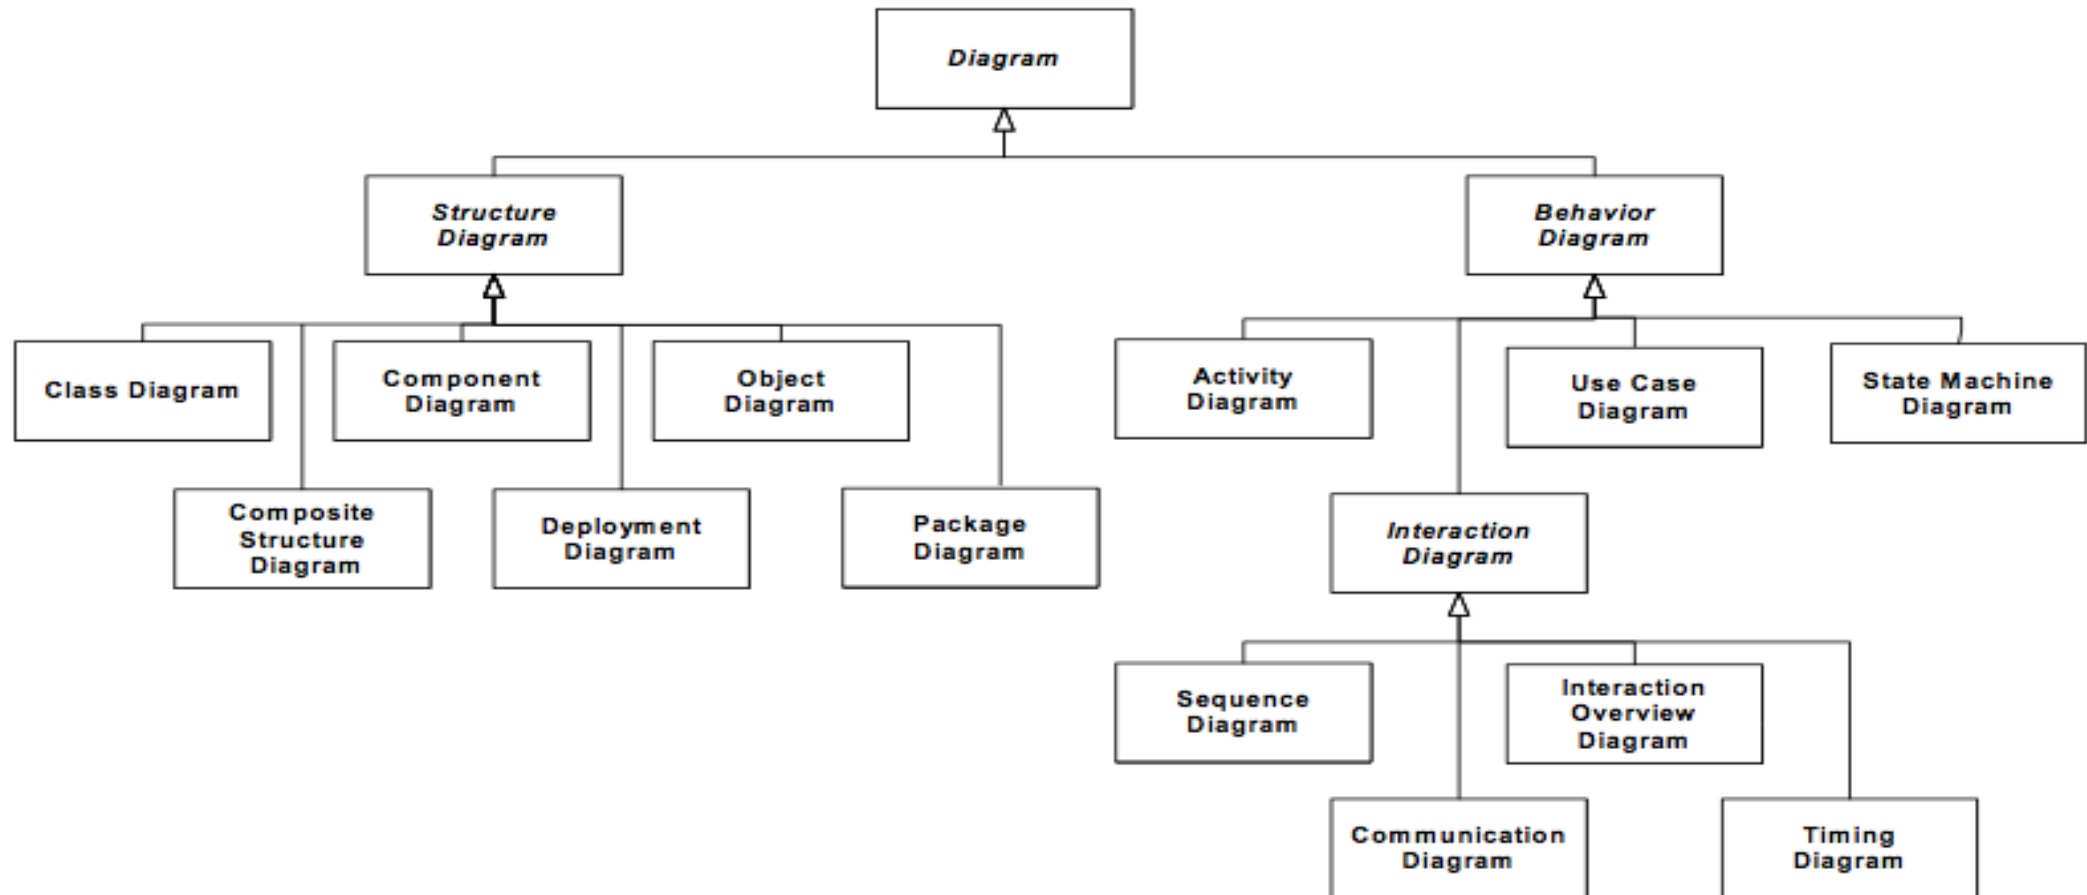 Diagram
Structure
Diagram
Behavior
Diagram
Class Diagram
Component
Diagram
Object
Diagram
Activity
Diagram
Use Case
Diagram
State Machine
Diagram
Composite
Structure
Diagram
Deployment
Diagram
Package
Diagram
Interaction
Diagram
Sequence
Diagram
Interaction
Overview
Diagram
Communication
Diagram
Timing
Diagram